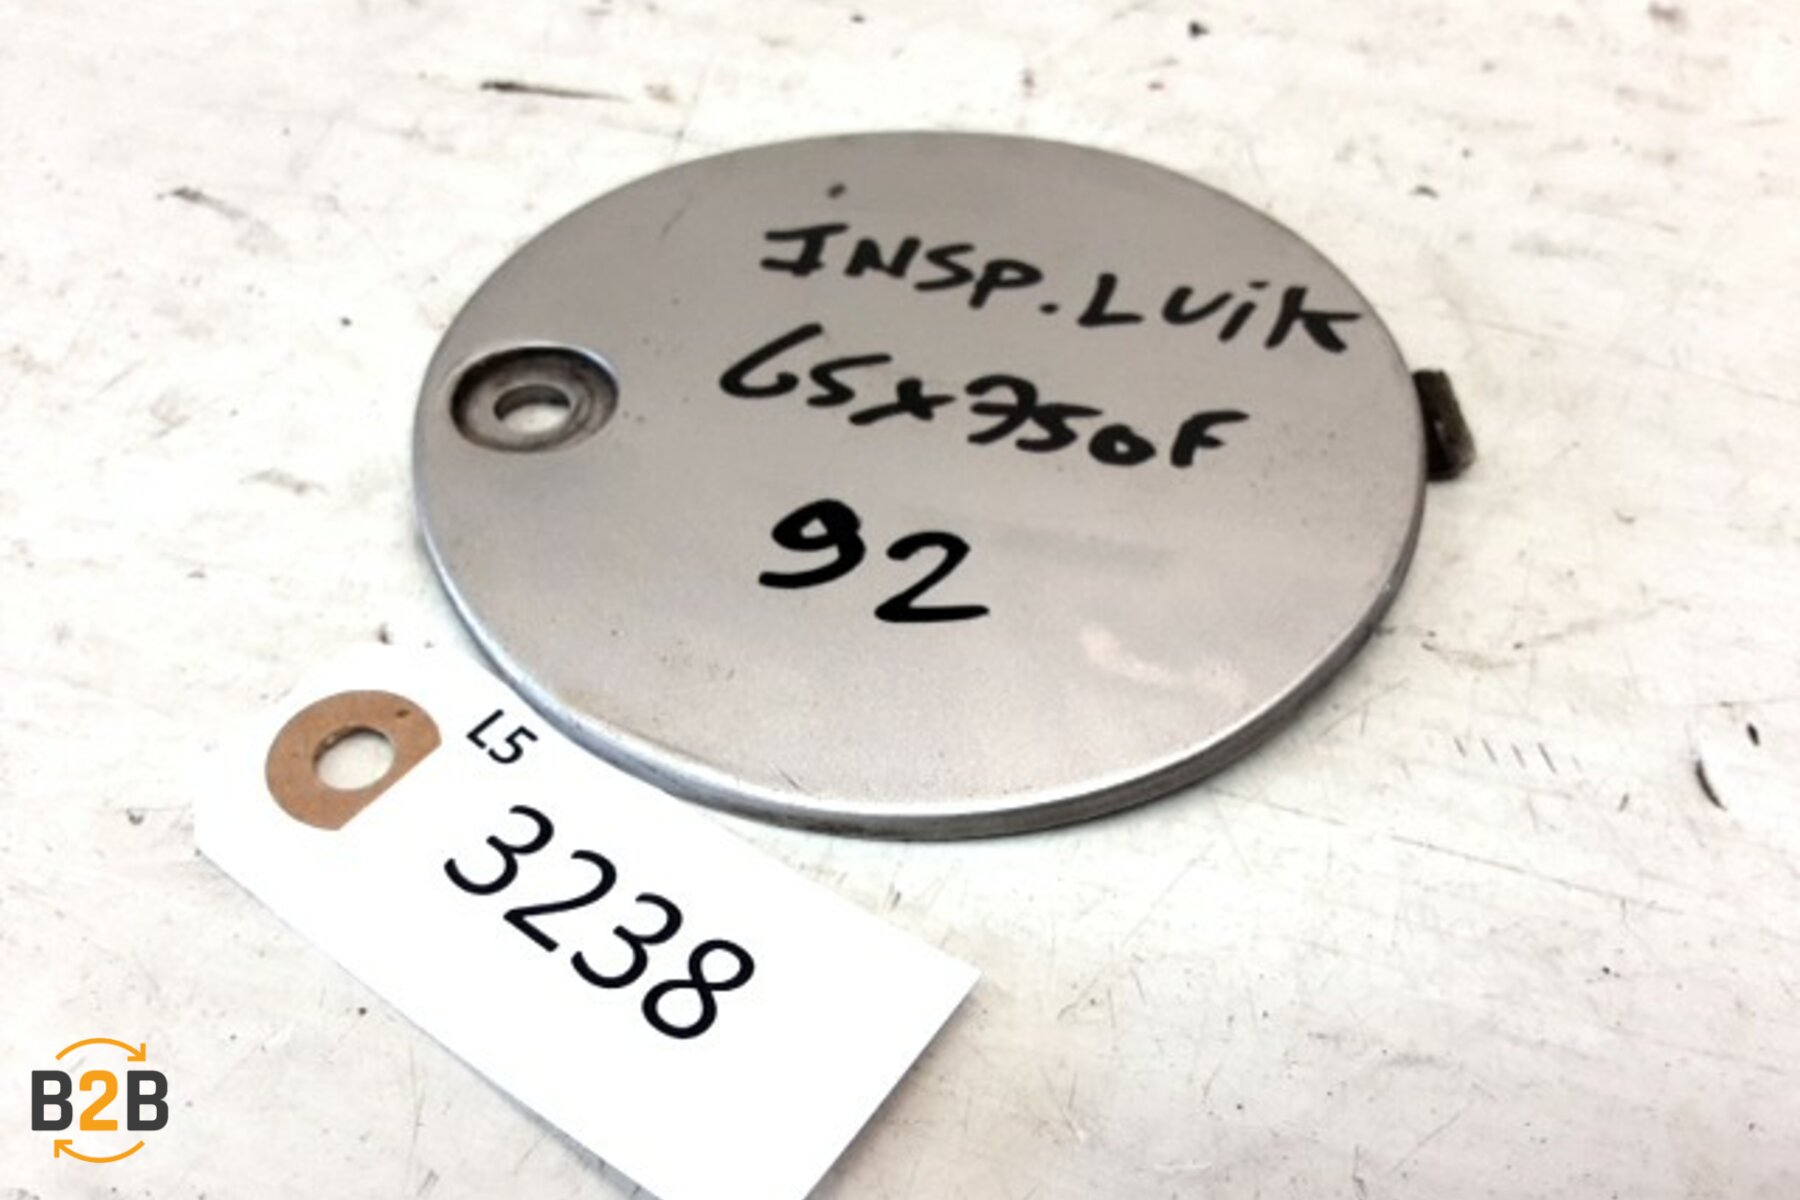 INSP. LUiK
GSX750F
92
L5
3238
B2B